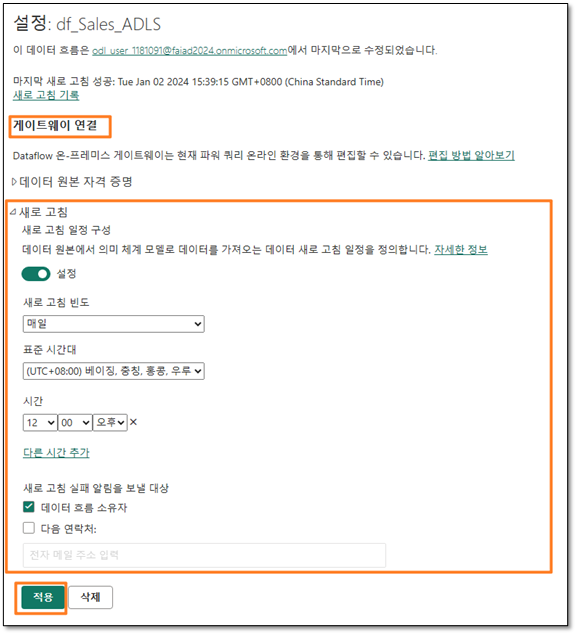 설정: df_Sales_ADLS
이 데이터 흐름은 odl_user_1181091@faiad2024.onmicrosoft.com에서 마지막으로 수정되었습니다.
마지막 새로 고침 성공: Tue Jan 02 2024 15:39:15 GMT+0800 (China Standard Time)
새로 고침 기록
게이트웨이 연결
Dataflow 온-프레미스 게이트웨이는 현재 파워 쿼리 온라인 환경을 통해 편집할 수 있습니다. 편집 방법 알아보기
데이터 원본 자격 증명
새로 고침
새로 고침 일정 구성
데이터 원본에서 의미 체계 모델로 데이터를 가져오는 데이터 새로 고침 일정을 정의합니다. 자세한 정보
설정
새로 고침 빈도
매일
표준 시간대
(UTC+08:00) 베이징, 충칭, 홍콩, 우루
시간
12 00 오후 ×
다른 시간 추가
새로 고침 실패 알림을 보낼 대상
데이터 흐름 소유자
다음 연락처:
전자 메일 주소 입력
적용 삭제